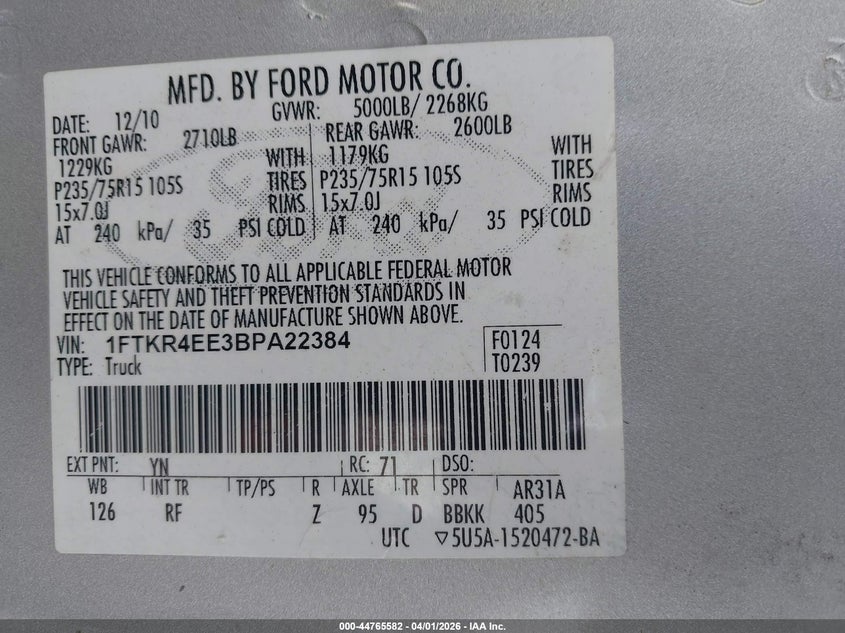 MFD. BY FORD MOTOR CO.
DATE: 12/10 GVWR: 5000LB/ 2268KG
FRONT GAWR: 2710LB REAR GAWR: 2600LB
1229KG WITH 1179KG WITH
P235/75R15 105S TIRES P235/75R15 105S TIRES
15x7.0J RIMS 15x7.0J RIMS
AT 240 kPa/ 35 PSI COLD AT 240 kPa/ 35 PSI COLD
THIS VEHICLE CONFORMS TO ALL APPLICABLE FEDERAL MOTOR
VEHICLE SAFETY AND THEFT PREVENTION STANDARDS IN
EFFECT ON THE DATE OF MANUFACTURE SHOWN ABOVE.
VIN: 1FTKR4EE3BPA22384 F0124
TYPE: Truck T0239
EXT PNT: YN RC: 71 DSO:
WB INT TR TP/PS R AXLE TR SPR AR31A
126 RF Z 95 D BBKK 405
UTC ▽5U5A-1520472-BA
000-44765582 - 04/01/2026 - IAA Inc.